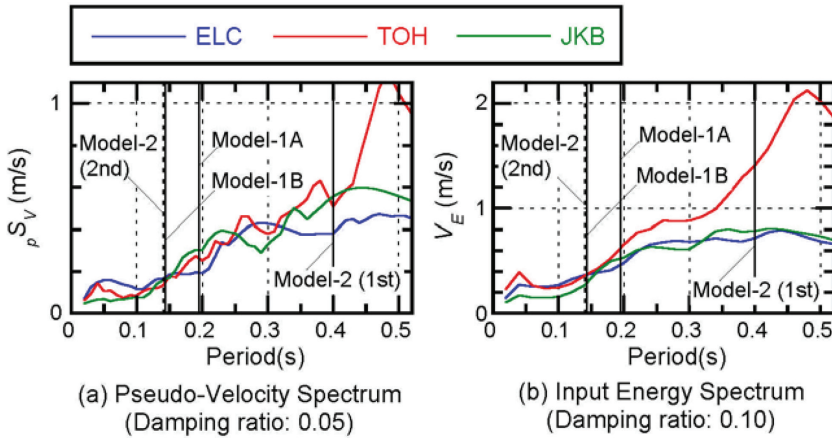 ELC TOH JKB
1
0
pSV (m/s)
Model-2
(2nd)
Model-1A
Model-1B
Model-2 (1st)
0 0.1 0.2 0.3 0.4 0.5
Period(s)
(a) Pseudo-Velocity Spectrum
(Damping ratio: 0.05)
2
1
0
VE (m/s)
Model-2
(2nd)
Model-1A
Model-1B
Model-2 (1st)
0 0.1 0.2 0.3 0.4 0.5
Period(s)
(b) Input Energy Spectrum
(Damping ratio: 0.10)